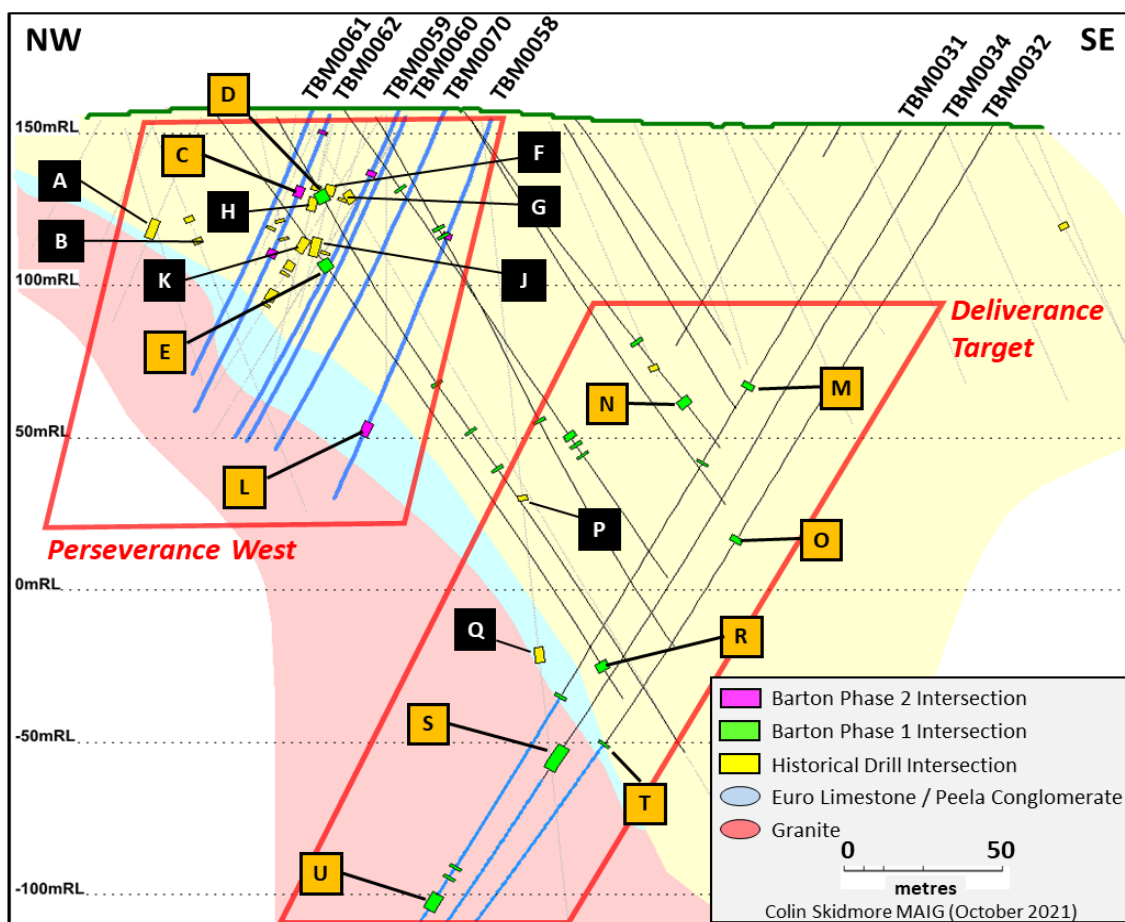 NW
SE
TBM0061
TBM0062
TBM0059
TBM0060
TBM0070
TBM0058
TBM0031
TBM0034
TBM0032
D
150mRL
C
F
A
H
G
B
K
J
100mRL
E
Deliverance
Target
N
M
50mRL
L
P
O
Perseverance West
0mRL
Q
R
S
-50mRL
T
U
-100mRL
Barton Phase 2 Intersection
Barton Phase 1 Intersection
Historical Drill Intersection
Euro Limestone / Peela Conglomerate
Granite
0 50
metres
Colin Skidmore MAIG (October 2021)